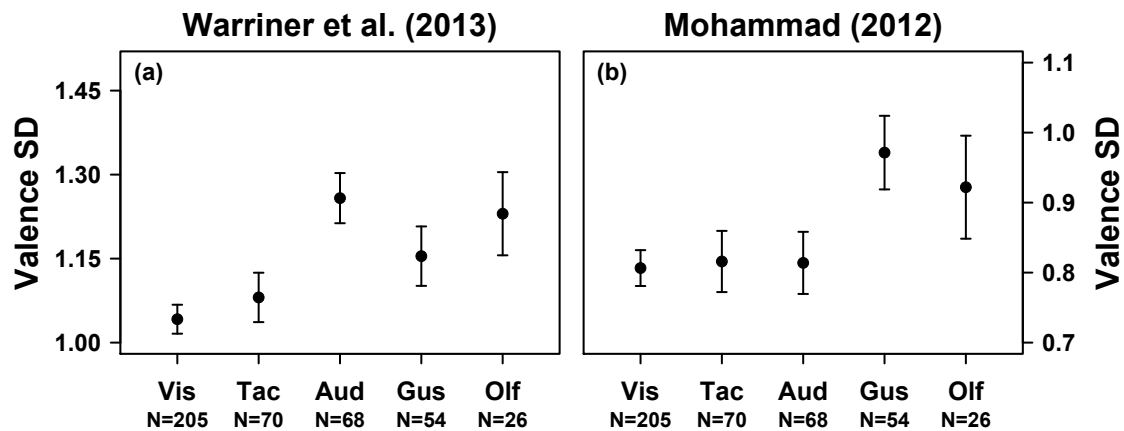 Warriner et al. (2013)
Mohammad (2012)
(a)
Valence SD
1.45
1.30
1.15
1.00
Vis Tac Aud Gus Olf
N=205 N=70 N=68 N=54 N=26
(b)
1.1
1.0
0.9
0.8
0.7
Valence SD
Vis Tac Aud Gus Olf
N=205 N=70 N=68 N=54 N=26